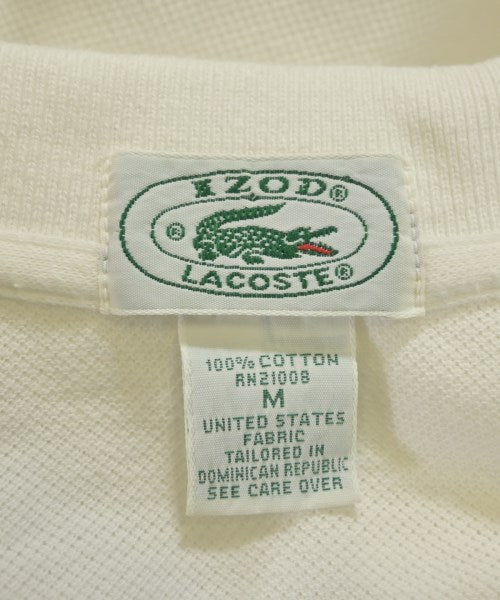 IZOD®
®
LACOSTE®
100% COTTON
RN21008
M
UNITED STATES
FABRIC
TAILORED IN
DOMINICAN REPUBLIC
SEE CARE OVER